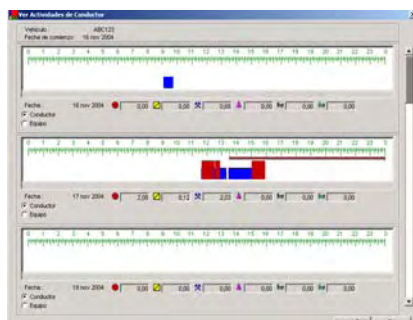 Ver Actividades de Conductor
Vehículo: ABC123
Fecha de comienzo: 16 nov 2004
0 1 2 3 4 5 6 7 8 9 10 11 12 13 14 15 16 17 18 19 20 21 22 23 0
Fecha: 16 nov 2004 0,00 0,00 0,00 0,00 0,00 0,00
Conductor
Equipo
0 1 2 3 4 5 6 7 8 9 10 11 12 13 14 15 16 17 18 19 20 21 22 23 0
Fecha: 17 nov 2004 0,12 0,00 0,00 0,00
Conductor
Equipo
0 1 2 3 4 5 6 7 8 9 10 11 12 13 14 15 16 17 18 19 20 21 22 23 0
Fecha: nov 2004 0,00 0,00 0,00 0,00 0,00 0,00
Conductor
Equipo